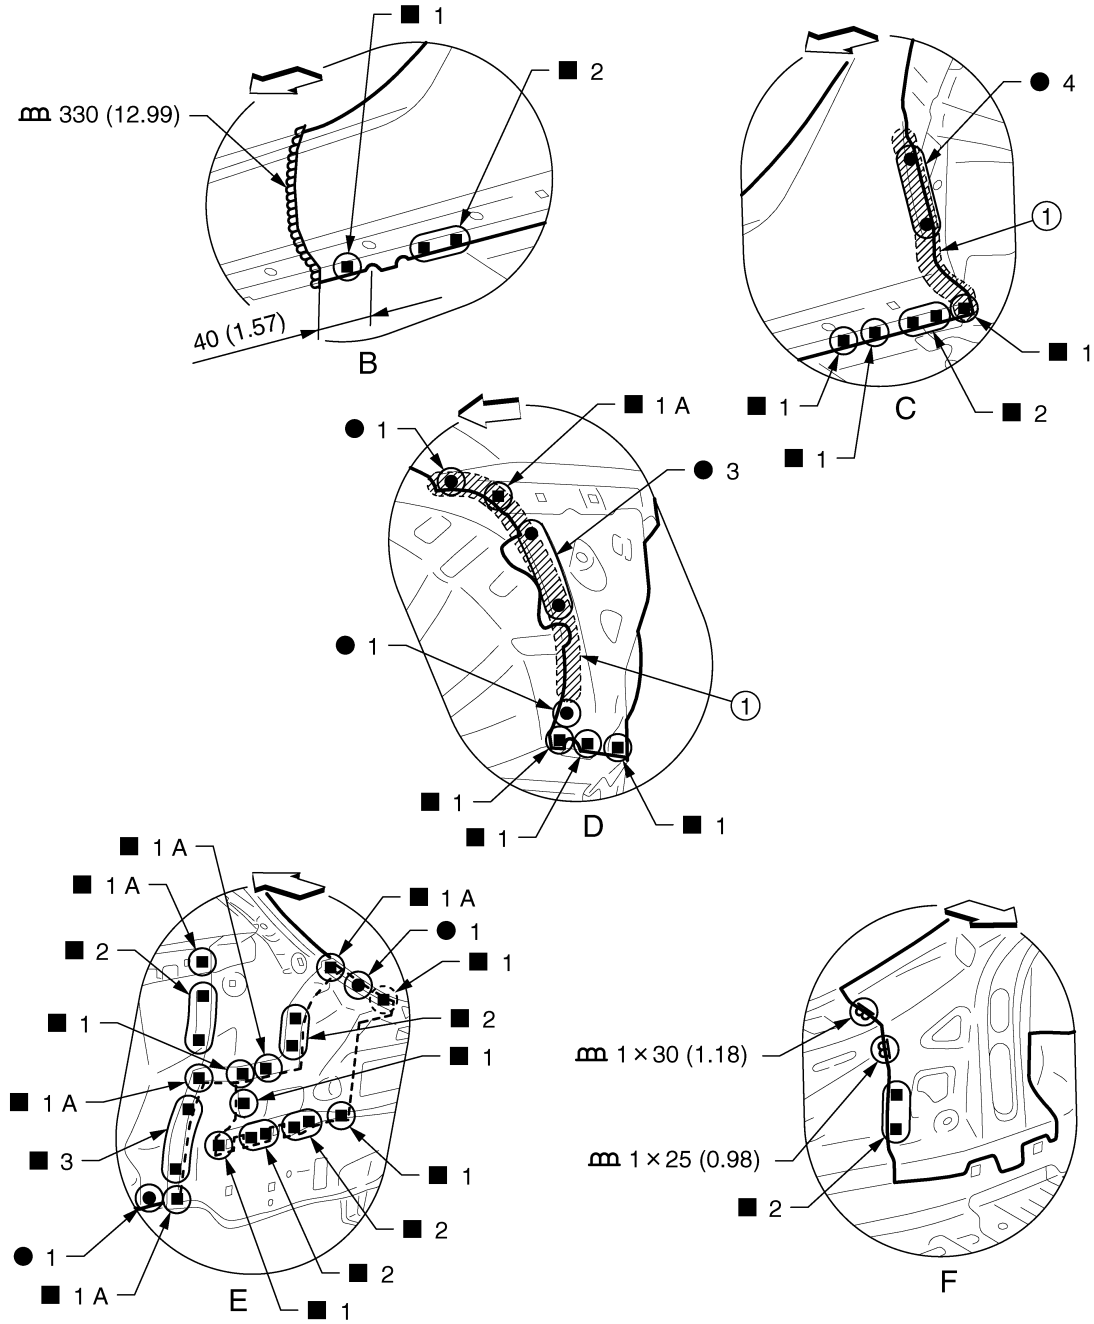 ■ 1
■ 2
330 (12.99)
40 (1.57)
B
● 4
①
■ 1
■ 1
■ 2
■ 1
C
■ 1 A
● 1
● 3
● 1
①
■ 1
■ 1
■ 1
D
■ 1 A
■ 1 A
■ 1 A
● 1
■ 2
■ 1
■ 1
■ 2
■ 1
■ 1 A
■ 3
■ 1
■ 2
● 1
■ 2
■ 1 A
■ 1
E
1 × 30 (1.18)
1 × 25 (0.98)
■ 2
F